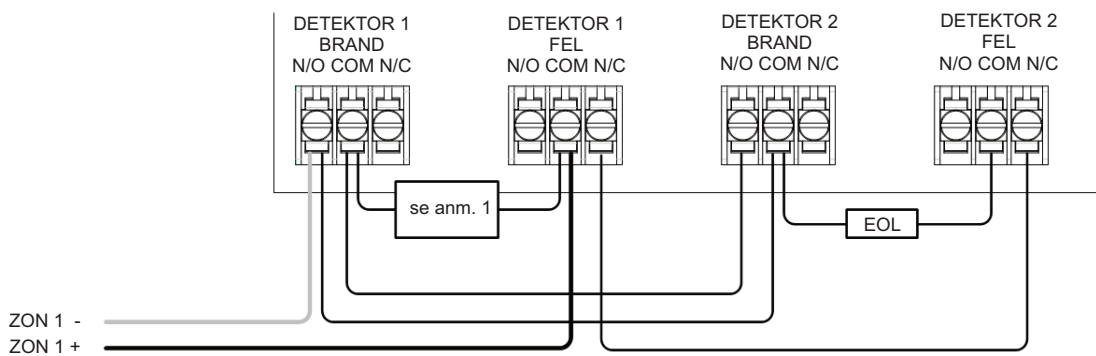 DETEKTOR 1
BRAND
N/O COM N/C
DETEKTOR 1
FEL
N/O COM N/C
DETEKTOR 2
BRAND
N/O COM N/C
DETEKTOR 2
FEL
N/O COM N/C
se anm. 1
EOL
ZON 1 -
ZON 1 +